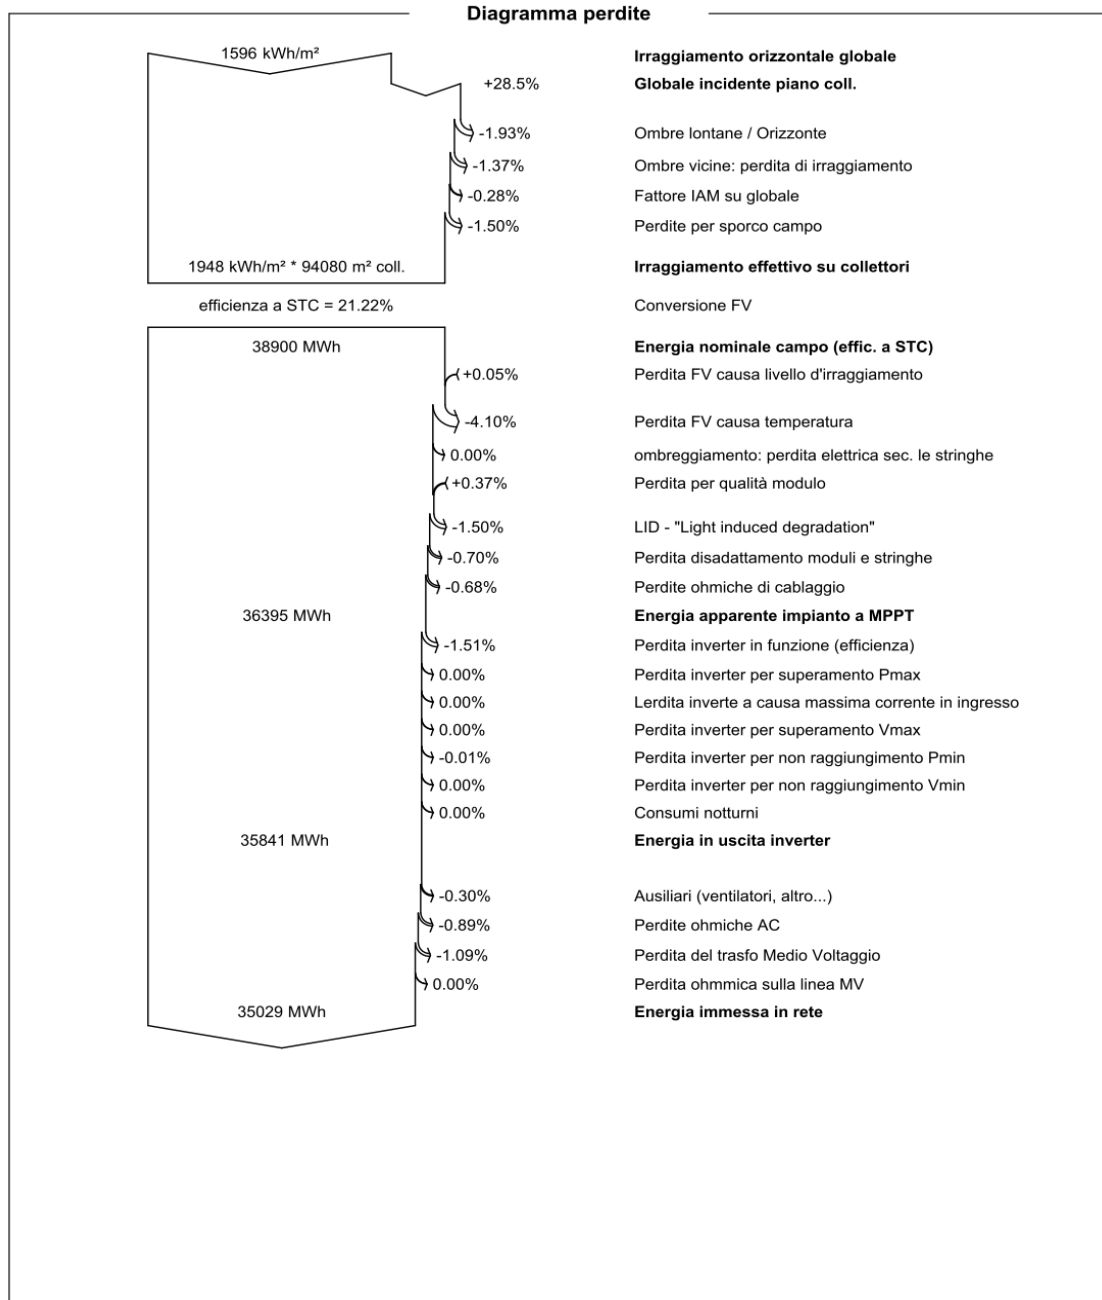 Diagramma perdite
1596 kWh/m² Irraggiamento orizzontale globale
+28.5% Globale incidente piano coll.
-1.93% Ombre lontane / Orizzonte
-1.37% Ombre vicine: perdita di irraggiamento
-0.28% Fattore IAM su globale
-1.50% Perdite per sporco campo
1948 kWh/m² * 94080 m² coll. Irraggiamento effettivo su collettori
efficienza a STC = 21.22% Conversione FV
38900 MWh Energia nominale campo (effic. a STC)
+0.05% Perdita FV causa livello d'irraggiamento
-4.10% Perdita FV causa temperatura
0.00% ombreggiamento: perdita elettrica sec. le stringhe
+0.37% Perdita per qualità modulo
-1.50% LID - "Light induced degradation"
-0.70% Perdita disadattamento moduli e stringhe
-0.68% Perdite ohmiche di cablaggio
36395 MWh Energia apparente impianto a MPPT
-1.51% Perdita inverter in funzione (efficienza)
0.00% Perdita inverter per superamento Pmax
0.00% Lerdita inverte a causa massima corrente in ingresso
0.00% Perdita inverter per superamento Vmax
-0.01% Perdita inverter per non raggiungimento Pmin
0.00% Perdita inverter per non raggiungimento Vmin
0.00% Consumi notturni
35841 MWh Energia in uscita inverter
-0.30% Ausiliari (ventilatori, altro...)
-0.89% Perdite ohmiche AC
-1.09% Perdita del trasfo Medio Voltaggio
0.00% Perdita ohmmica sulla linea MV
35029 MWh Energia immessa in rete